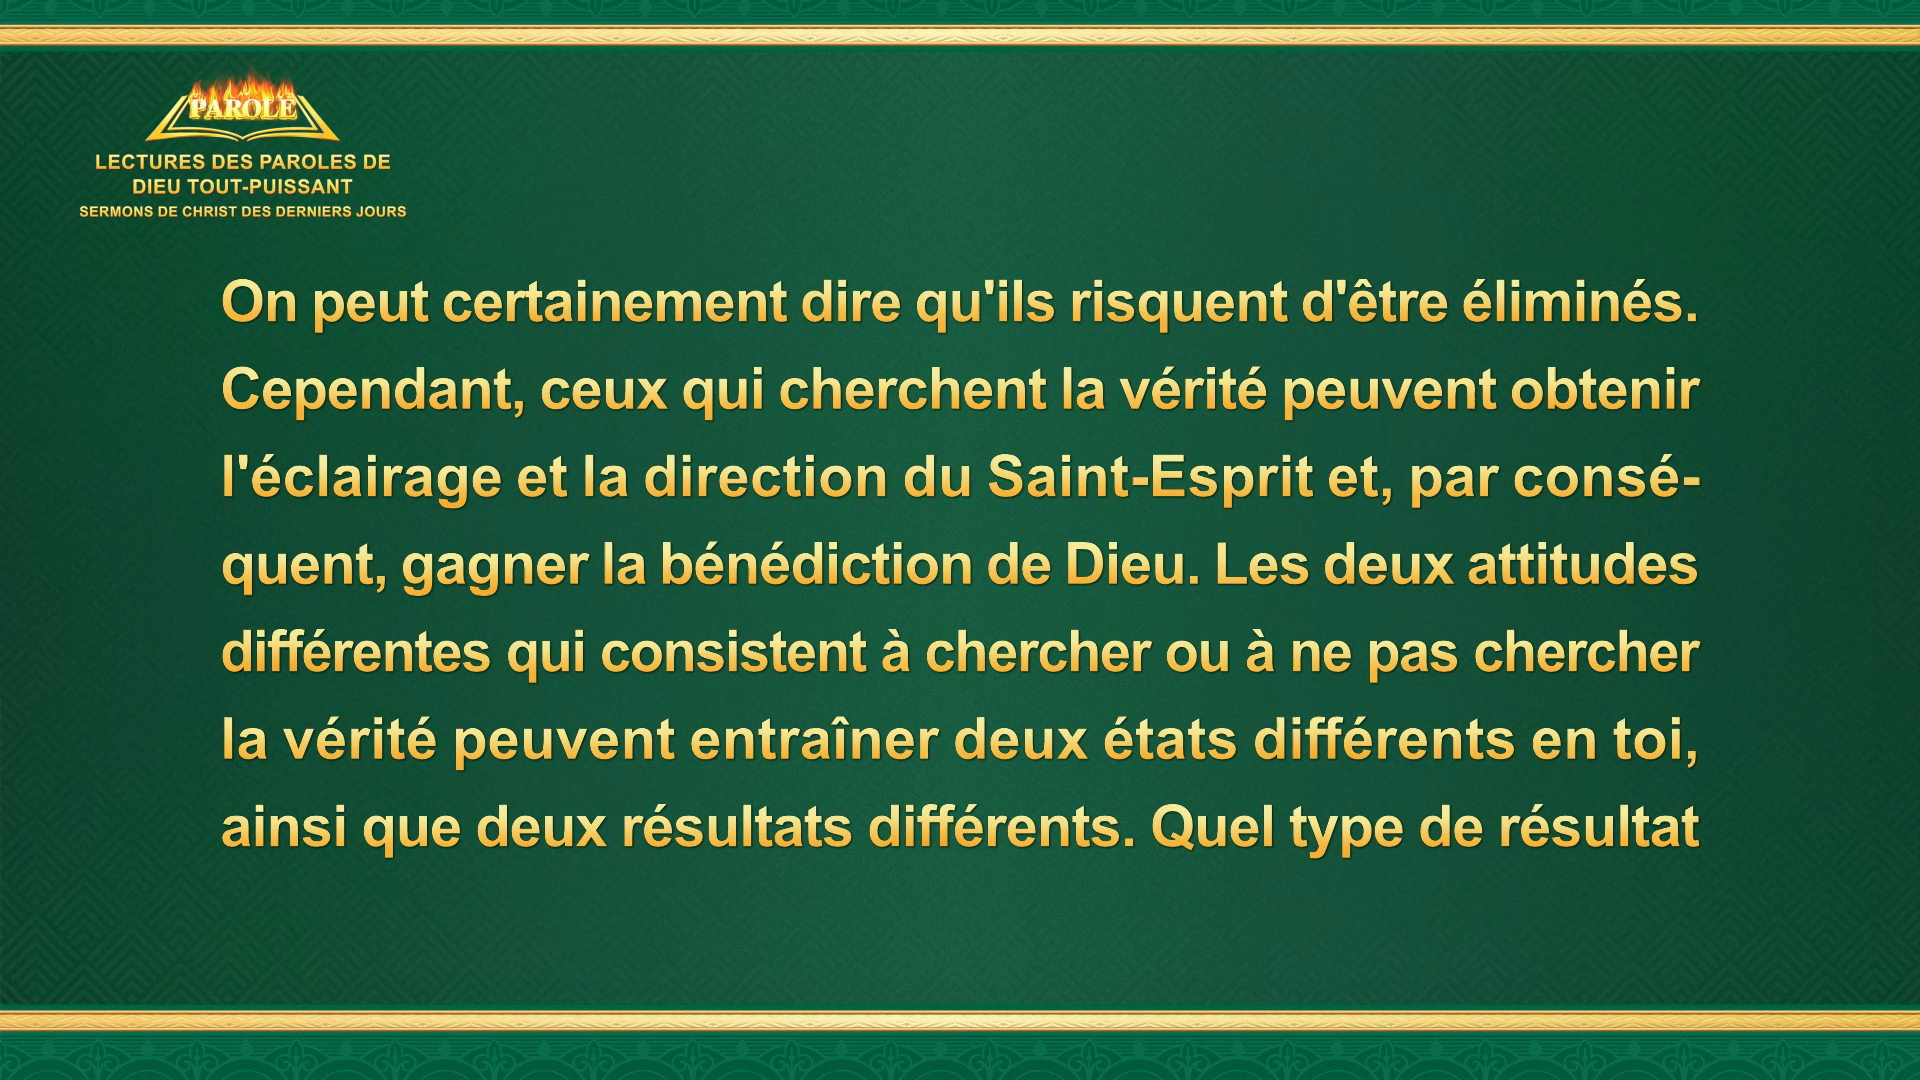 PAROLE
LECTURES DES PAROLES DE
DIEU TOUT-PUISSANT
SERMONS DE CHRIST DES DERNIERS JOURS
On peut certainement dire qu'ils risquent d'être éliminés.
Cependant, ceux qui cherchent la vérité peuvent obtenir
l'éclairage et la direction du Saint-Esprit et, par consé-
quent, gagner la bénédiction de Dieu. Les deux attitudes
différentes qui consistent à chercher ou à ne pas chercher
la vérité peuvent entraîner deux états différents en toi,
ainsi que deux résultats différents. Quel type de résultat